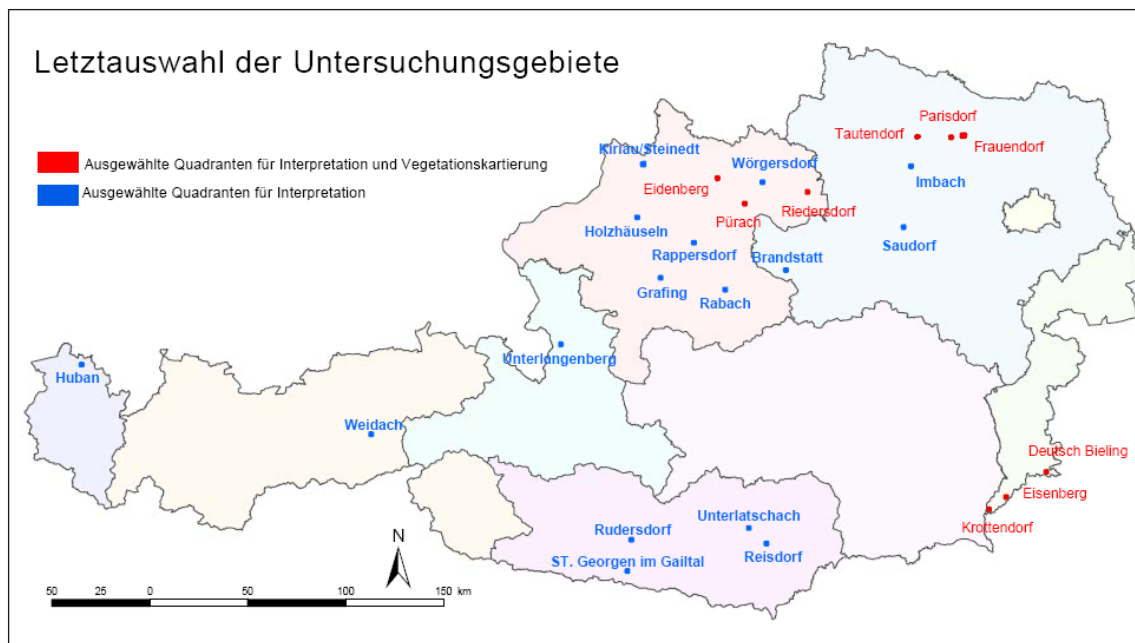 Letztauswahl der Untersuchungsgebiete
Ausgewählte Quadranten für Interpretation und Vegetationskartierung
Ausgewählte Quadranten für Interpretation
Parisdorf
Tautendorf
Frauendorf
Kiriau/Steinedt
Wörgersdorf
Imbach
Eidenberg
Riedersdorf
Pürach
Holzhäuseln
Saudorf
Rappersdorf
Brandstatt
Grafing
Rabach
Unterlangenberg
Huban
Weidach
Deutsch Bieling
Eisenberg
Krottendorf
Unterlatschach
Rudersdorf
Reisdorf
ST. Georgen im Gailtal
N
50 25 0 50 100 150 km